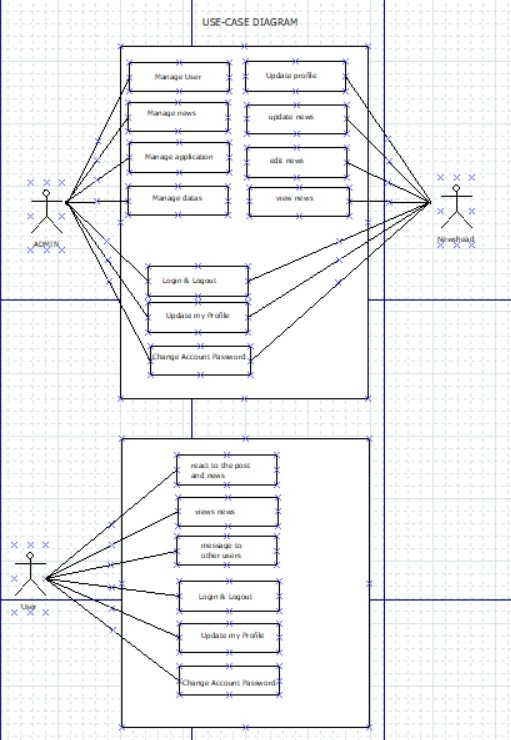 USE-CASE DIAGRAM
Manage User
Update profile
Manage news
update news
Manage application
edit news
Manage datas
view news
ADMIN
Newshead
Login & Logout
Update my Profile
Change Account Password
react to the post
and news
views news
message to
other users
User
Login & Logout
Update my Profile
Change Account Password